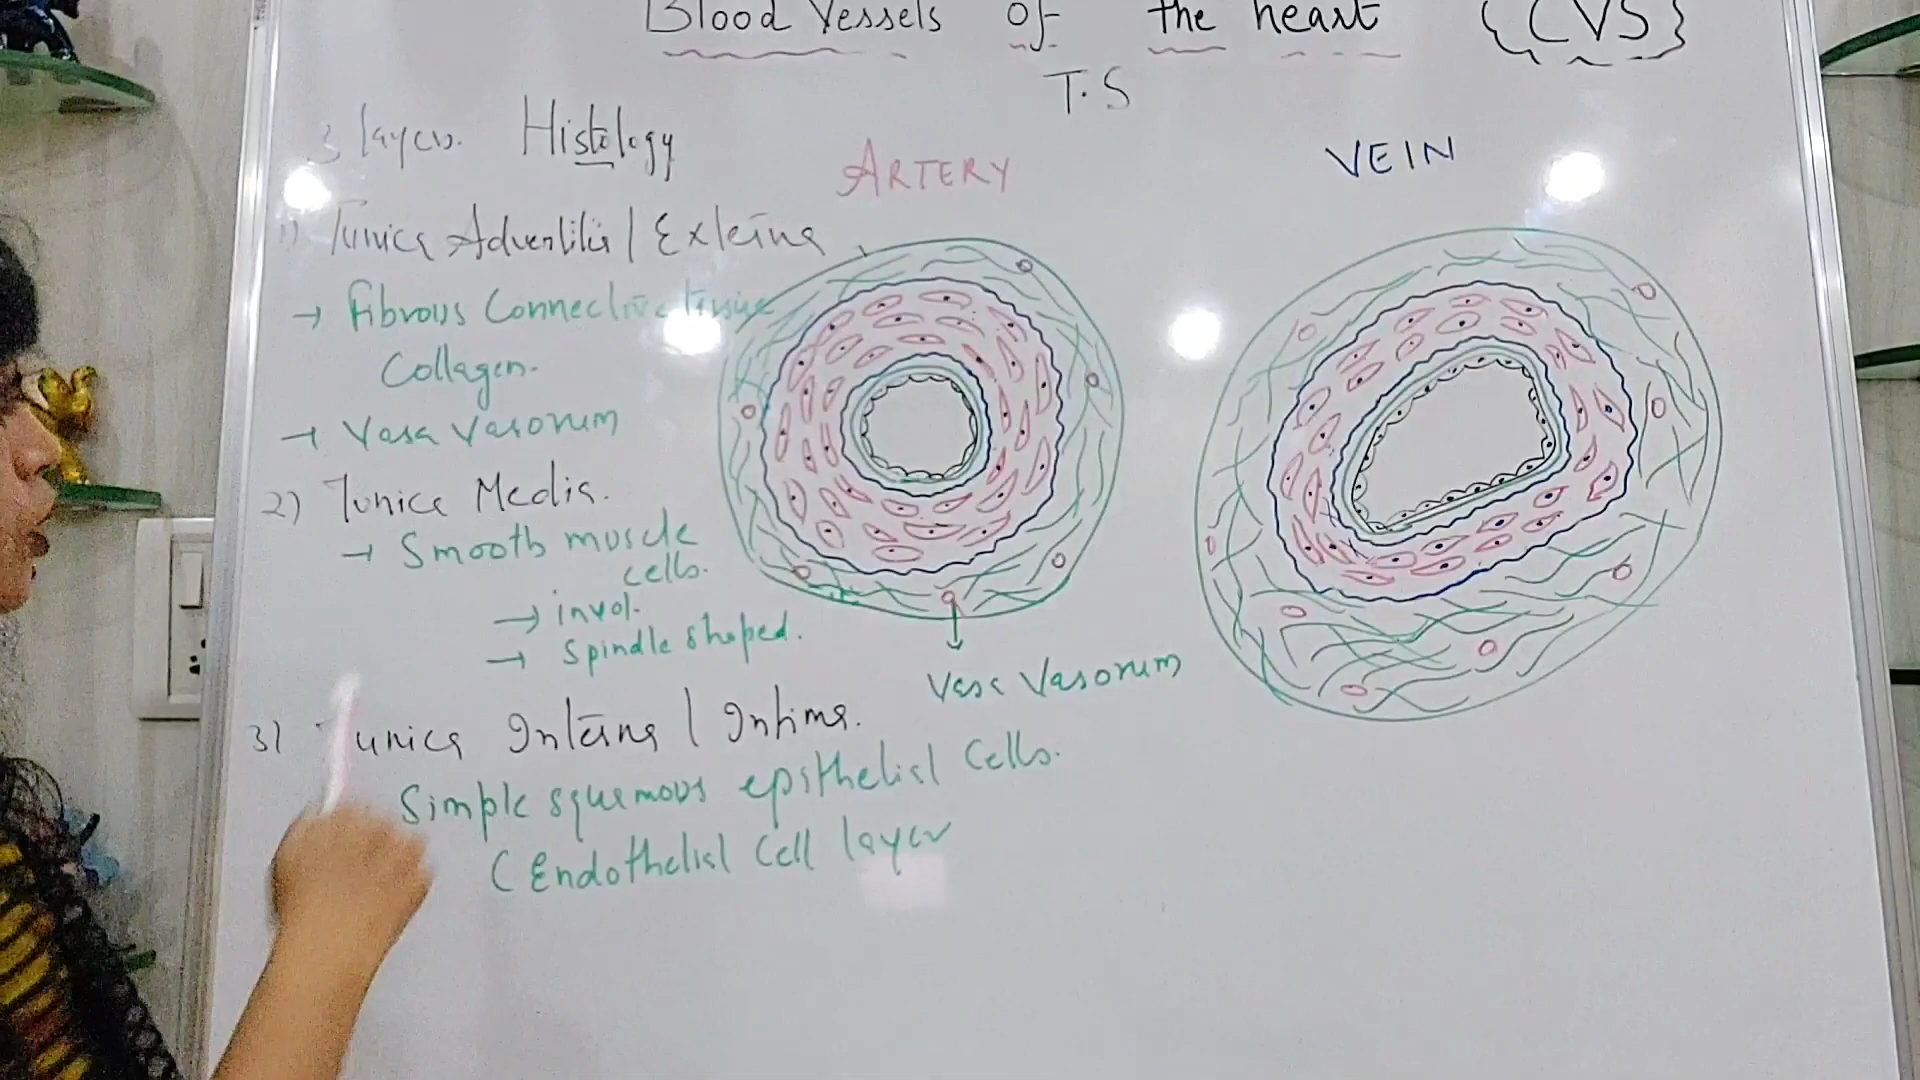 Blood Vessels of the heart {CVS}
T.S
3 layers. Histology
ARTERY
VEIN
1) Tunica Adventitia / Externa
→ Fibrous Connective tissue
Collagen.
→ Vasa Vasorum
2) Tunica Media.
→ Smooth muscle
cells.
→ invol.
→ Spindle shaped.
Vasa Vasorum
3) Tunica Interna / Intima.
Simple squamous epithelial Cells.
(Endothelial Cell layer